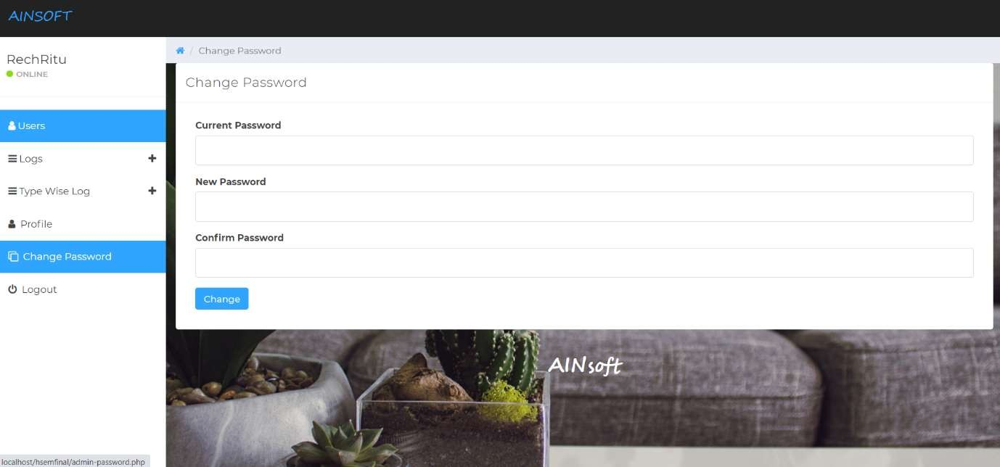 AINSOFT
RechRitu
ONLINE
Users
Logs
Type Wise Log
Profile
Change Password
Logout
/ Change Password
Change Password
Current Password
New Password
Confirm Password
Change
AINsoft
localhost/hsemfinal/admin-password.php